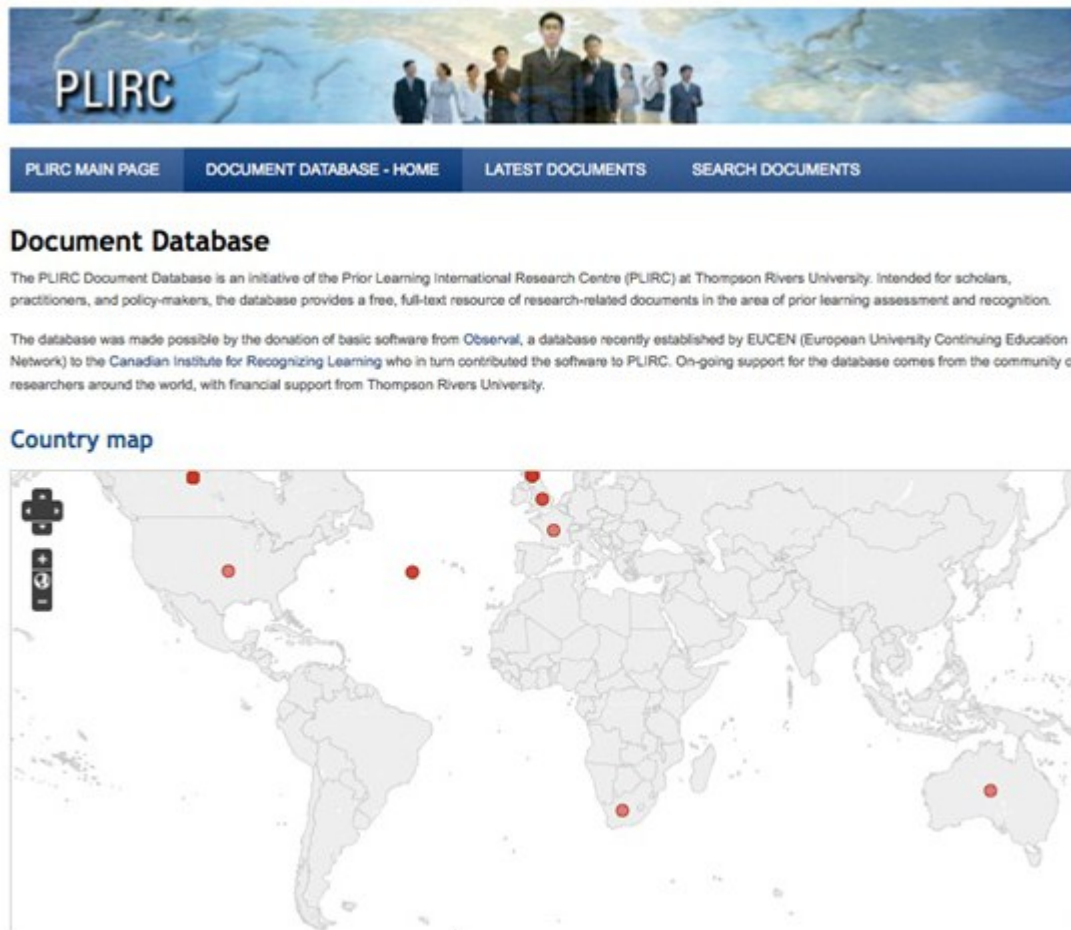 PLIRC
PLIRC MAIN PAGE DOCUMENT DATABASE - HOME LATEST DOCUMENTS SEARCH DOCUMENTS
Document Database
The PLIRC Document Database is an initiative of the Prior Learning International Research Centre (PLIRC) at Thompson Rivers University. Intended for scholars,
practitioners, and policy-makers, the database provides a free, full-text resource of research-related documents in the area of prior learning assessment and recognition.
The database was made possible by the donation of basic software from Observal, a database recently established by EUCEN (European University Continuing Education
Network) to the Canadian Institute for Recognizing Learning who in turn contributed the software to PLIRC. On-going support for the database comes from the community
researchers around the world, with financial support from Thompson Rivers University.
Country map